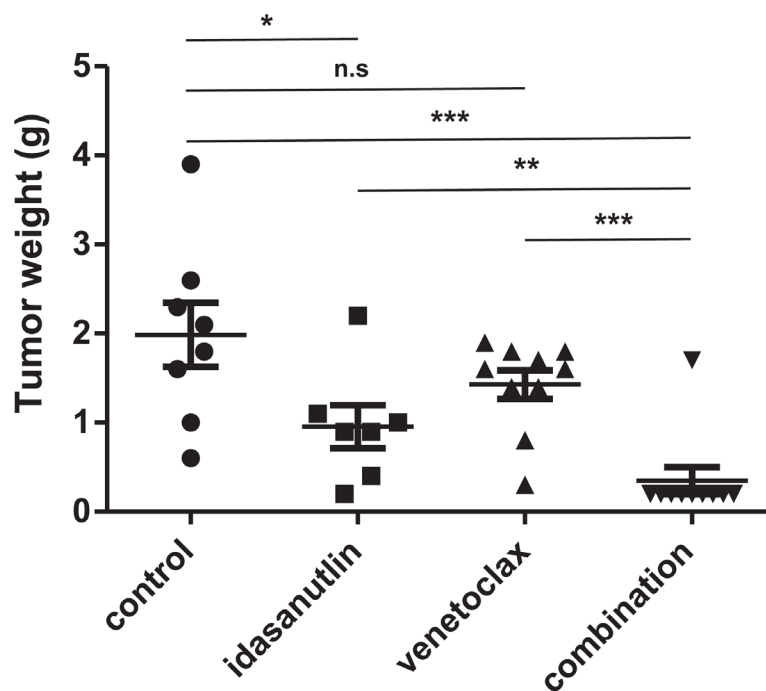 *
n.s
***
**
***
Tumor weight (g)
5
4
3
2
1
0
control
idasanutlin
venetoclax
combination